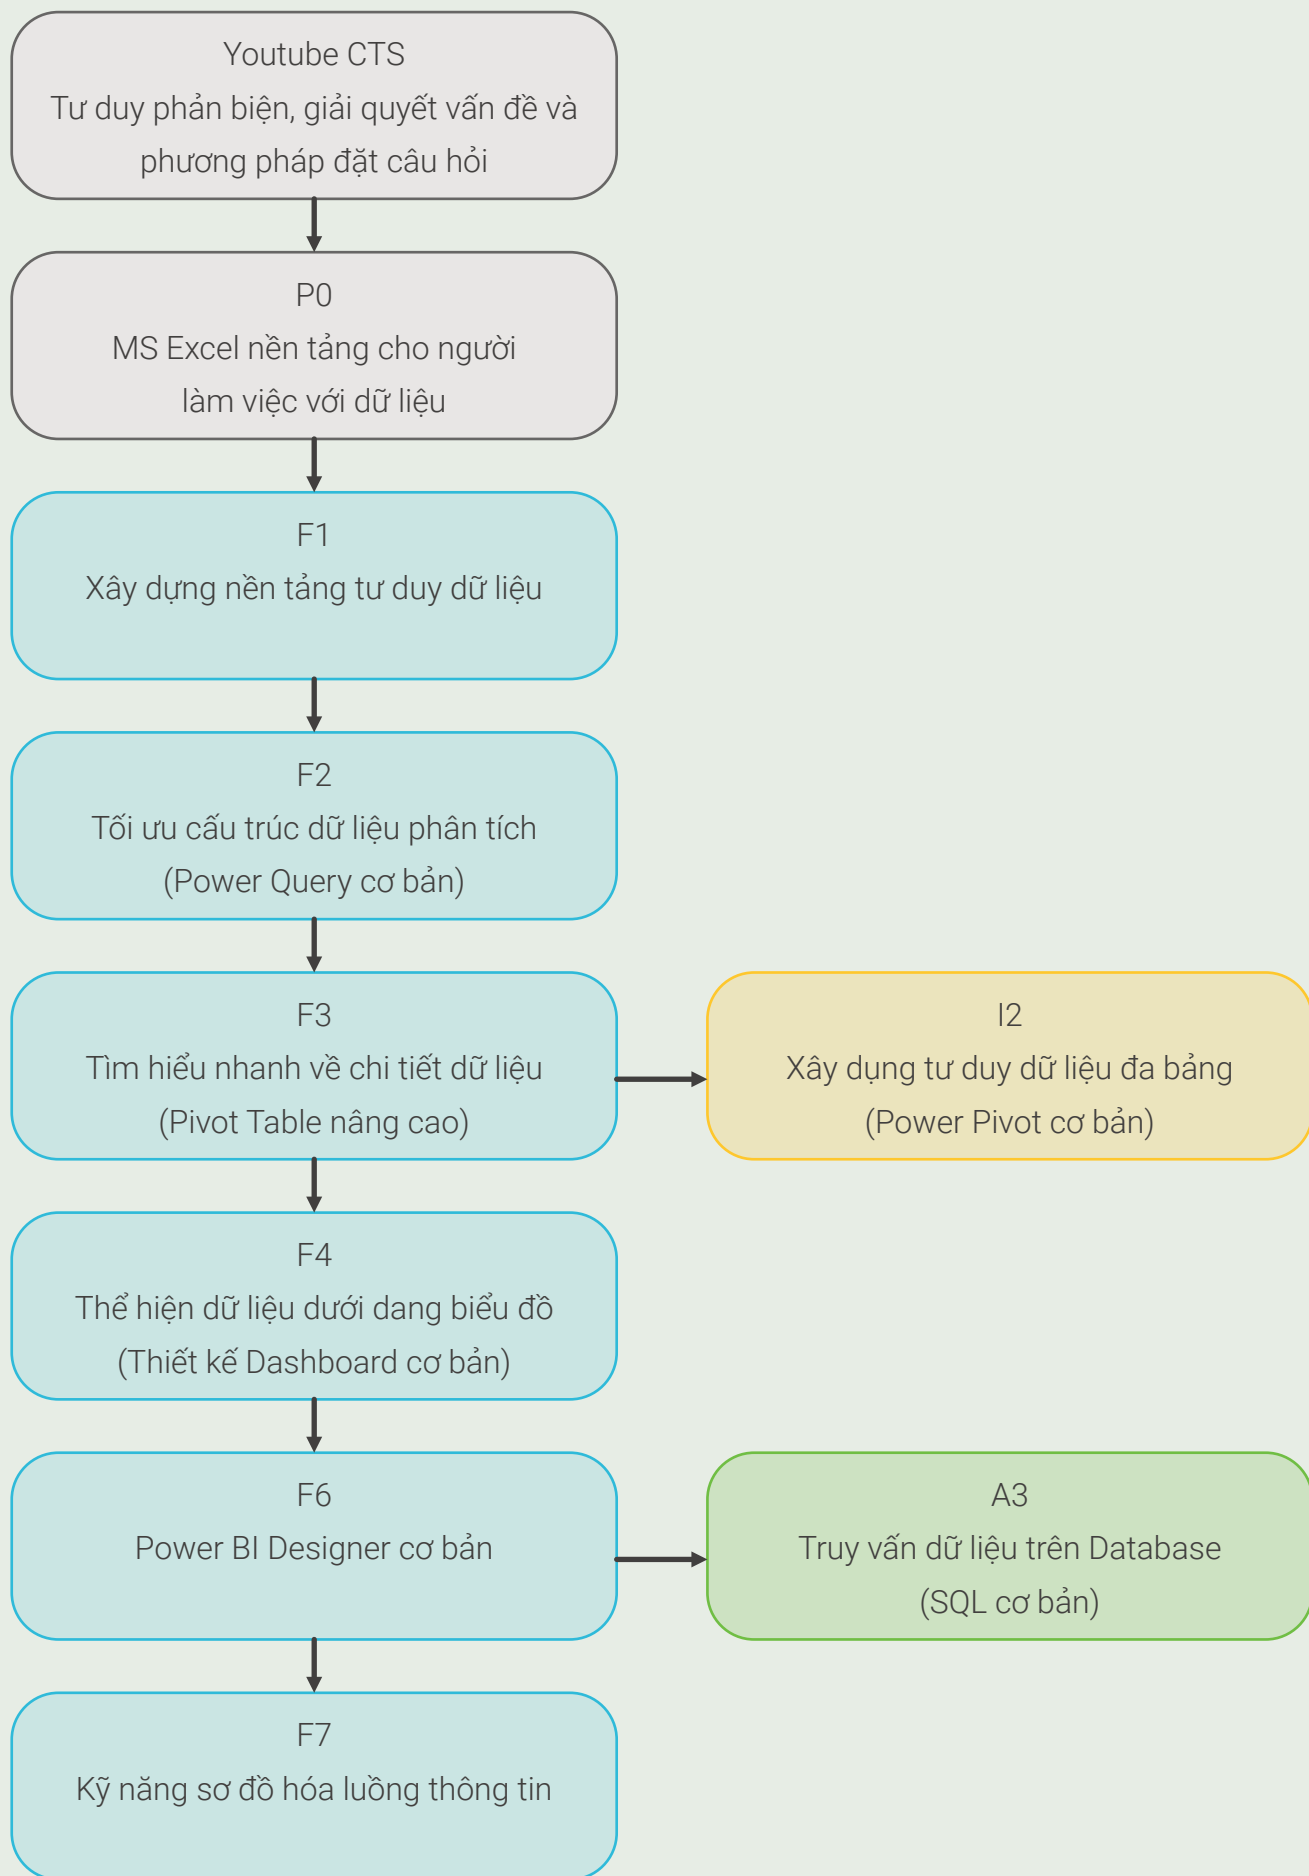 Youtube CTS
Tư duy phản biện, giải quyết vấn đề và
phương pháp đặt câu hỏi
P0
MS Excel nền tảng cho người
làm việc với dữ liệu
F1
Xây dựng nền tảng tư duy dữ liệu
F2
Tối ưu cấu trúc dữ liệu phân tích
(Power Query cơ bản)
F3
Tìm hiểu nhanh về chi tiết dữ liệu
(Pivot Table nâng cao)
I2
Xây dụng tư duy dữ liệu đa bảng
(Power Pivot cơ bản)
F4
Thể hiện dữ liệu dưới dang biểu đồ
(Thiết kế Dashboard cơ bản)
F6
Power BI Designer cơ bản
A3
Truy vấn dữ liệu trên Database
(SQL cơ bản)
F7
Kỹ năng sơ đồ hóa luồng thông tin